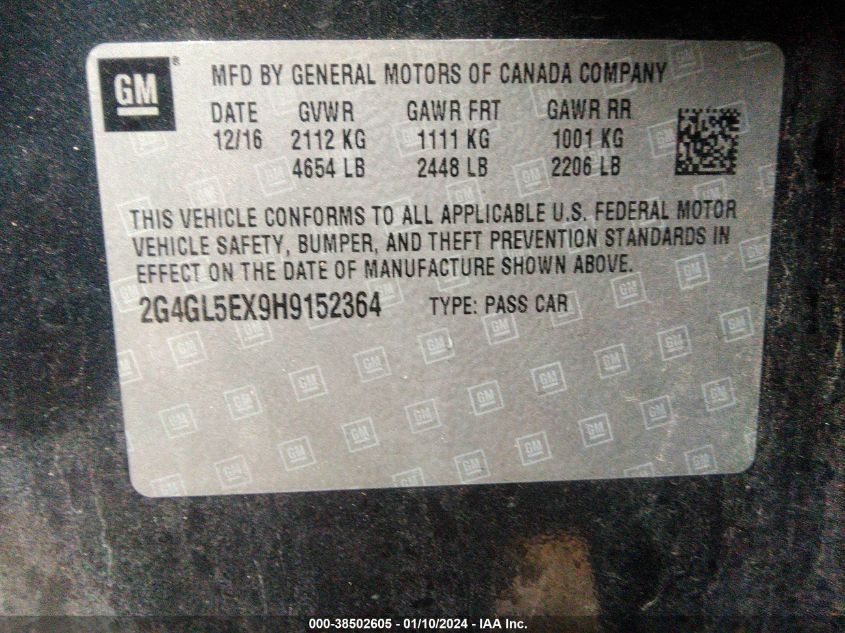 GM ®
MFD BY GENERAL MOTORS OF CANADA COMPANY
DATE GVWR GAWR FRT GAWR RR
12/16 2112 KG 1111 KG 1001 KG
4654 LB 2448 LB 2206 LB
THIS VEHICLE CONFORMS TO ALL APPLICABLE U.S. FEDERAL MOTOR
VEHICLE SAFETY, BUMPER, AND THEFT PREVENTION STANDARDS IN
EFFECT ON THE DATE OF MANUFACTURE SHOWN ABOVE.
2G4GL5EX9H9152364 TYPE: PASS CAR
000-38502605 - 01/10/2024 - IAA Inc.